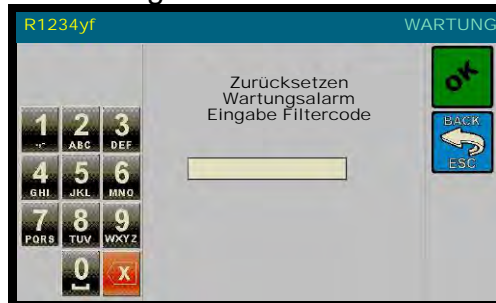 R1234yf
WARTUNG
Zurücksetzen
Wartungsalarm
Eingabe Filtercode
OK
BACK
ESC
1 2 3
ABC DEF
4 5 6
GHI JKL MNO
7 8 9
PQRS TUV WXYZ
0 X